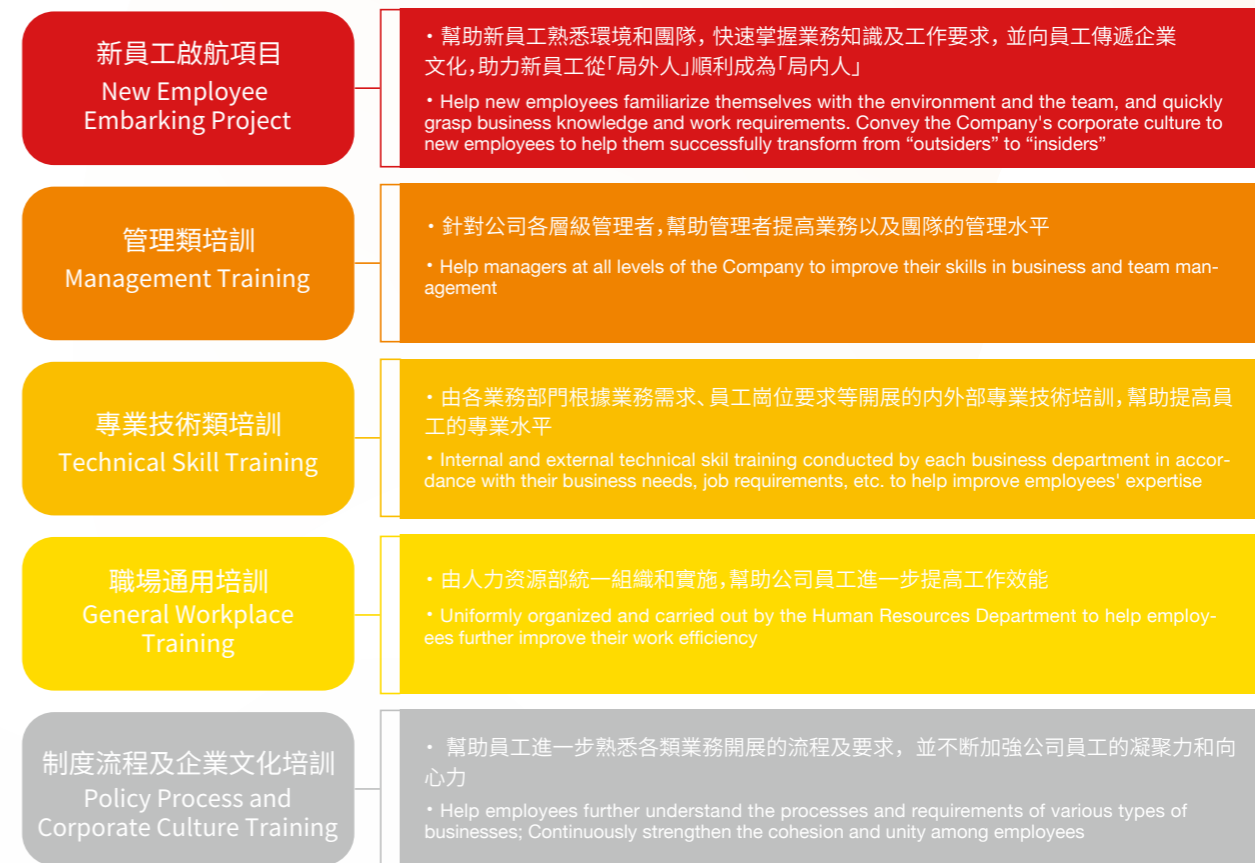 新員工啟航項目
New Employee
Embarking Project
・幫助新員工熟悉環境和團隊，快速掌握業務知識及工作要求，並向員工傳遞企業
文化，助力新員工從「局外人」順利成為「局内人」
• Help new employees familiarize themselves with the environment and the team, and quickly
grasp business knowledge and work requirements. Convey the Company's corporate culture to
new employees to help them successfully transform from “outsiders” to “insiders”
管理類培訓
Management Training
・針對公司各層級管理者，幫助管理者提高業務以及團隊的管理水平
• Help managers at all levels of the Company to improve their skills in business and team man-
agement
專業技術類培訓
Technical Skill Training
・由各業務部門根據業務需求、員工崗位要求等開展的内外部專業技術培訓，幫助提高員
工的專業水平
• Internal and external technical skil training conducted by each business department in accor-
dance with their business needs, job requirements, etc. to help improve employees' expertise
職場通用培訓
General Workplace
Training
・由人力资源部統一組織和實施，幫助公司員工進一步提高工作效能
• Uniformly organized and carried out by the Human Resources Department to help employ-
ees further improve their work efficiency
制度流程及企業文化培訓
Policy Process and
Corporate Culture Training
・ 幫助員工進一步熟悉各類業務開展的流程及要求，並不斷加強公司員工的凝聚力和向
心力
• Help employees further understand the processes and requirements of various types of
businesses; Continuously strengthen the cohesion and unity among employees